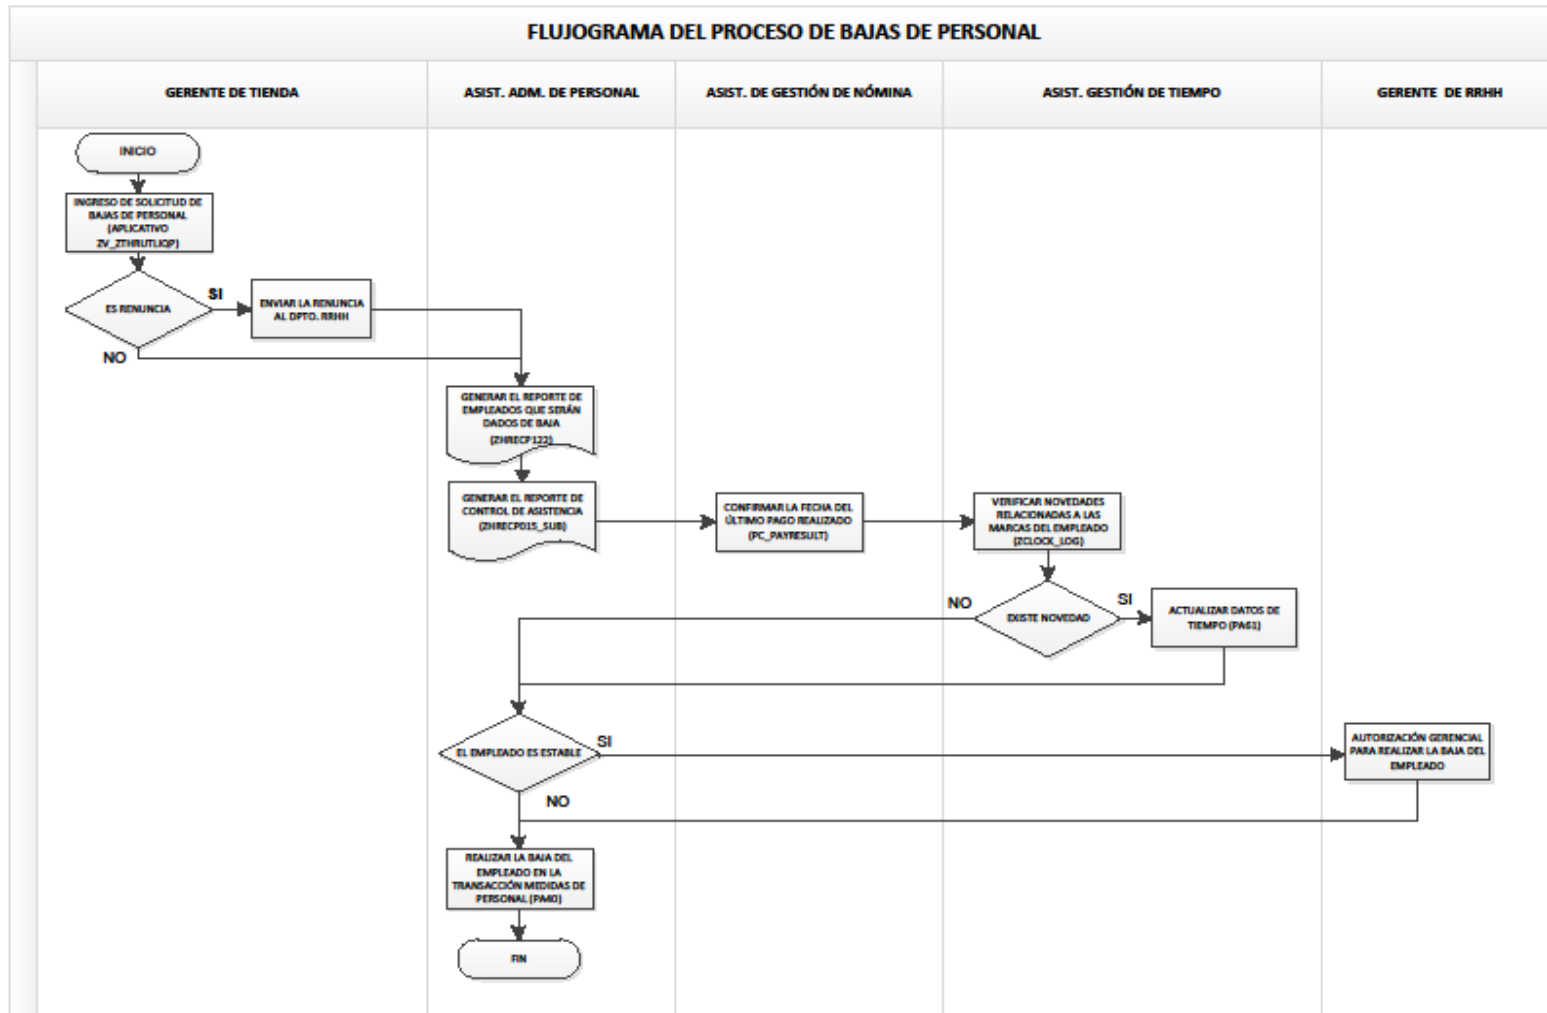 FLUJOGRAMA DEL PROCESO DE BAJAS DE PERSONAL
GERENTE DE TIENDA
ASIST. ADM. DE PERSONAL
ASIST. DE GESTIÓN DE NÓMINA
ASIST. GESTIÓN DE TIEMPO
GERENTE DE RRHH
INICIO
INGRESO DE SOLICITUD DE
BAJAS DE PERSONAL
(APLICATIVO
ZV_ZTHRUTLIQP)
ES RENUNCIA
SI
ENVIAR LA RENUNCIA
AL DPTO. RRHH
NO
GENERAR EL REPORTE DE
EMPLEADOS QUE SERÁN
DADOS DE BAJA
(ZHRECP122)
GENERAR EL REPORTE DE
CONTROL DE ASISTENCIA
(ZHRECP015_SUB)
CONFIRMAR LA FECHA DEL
ÚLTIMO PAGO REALIZADO
(PC_PAYRESULT)
VERIFICAR NOVEDADES
RELACIONADAS A LAS
MARCAS DEL EMPLEADO
(ZCLOCK_LOG)
EXISTE NOVEDAD
NO
SI
ACTUALIZAR DATOS DE
TIEMPO (PA61)
EL EMPLEADO ES ESTABLE
SI
AUTORIZACIÓN GERENCIAL
PARA REALIZAR LA BAJA DEL
EMPLEADO
NO
REALIZAR LA BAJA DEL
EMPLEADO EN LA
TRANSACCIÓN MEDIDAS DE
PERSONAL (PA40)
FIN